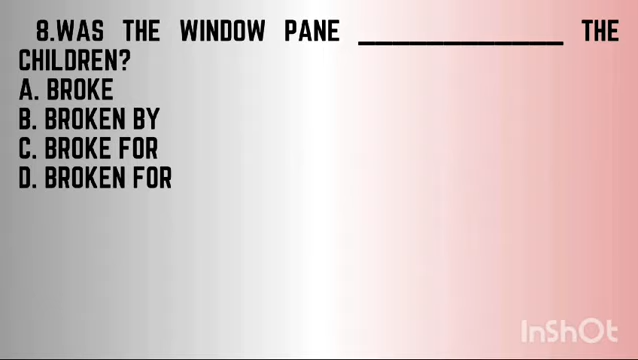 8.WAS THE WINDOW PANE ______________ THE
CHILDREN?
A. BROKE
B. BROKEN BY
C. BROKE FOR
D. BROKEN FOR
InShOt